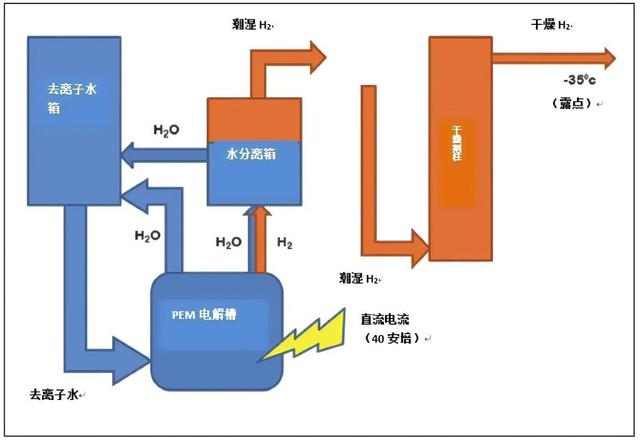 潮湿 H₂
干燥 H₂
-35⁰c
（露点）
去离子水
箱
H₂O
水分离箱
干燥剂柱
H₂O
H₂O
H₂
潮湿 H₂
PEM 电解槽
直流电流
（40 安培）
去离子水